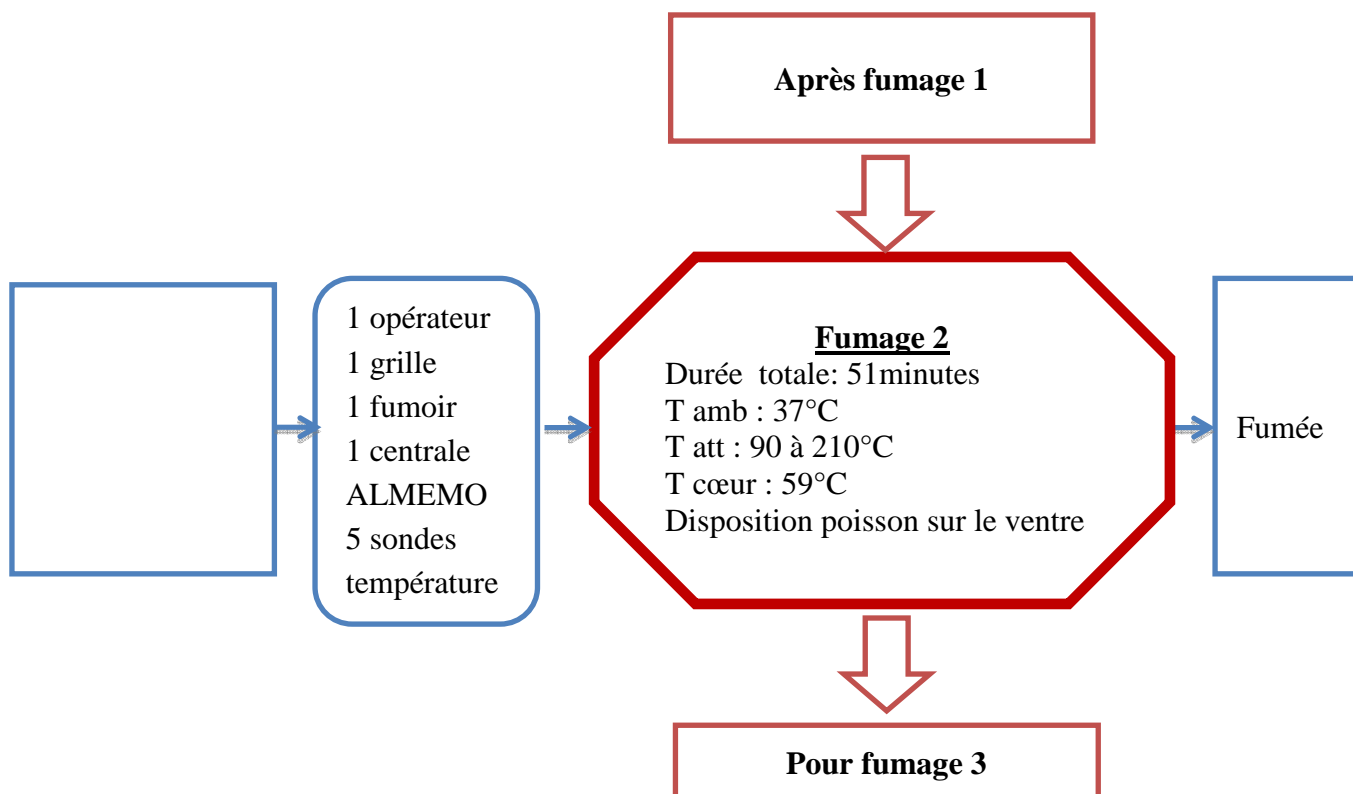 Après fumage 1
1 opérateur
1 grille
1 fumoir
1 centrale
ALMEMO
5 sondes
température
Fumage 2
Durée  totale: 51minutes
T amb : 37°C
T att : 90 à 210°C
T cœur : 59°C
Disposition poisson sur le ventre
Fumée
Pour fumage 3